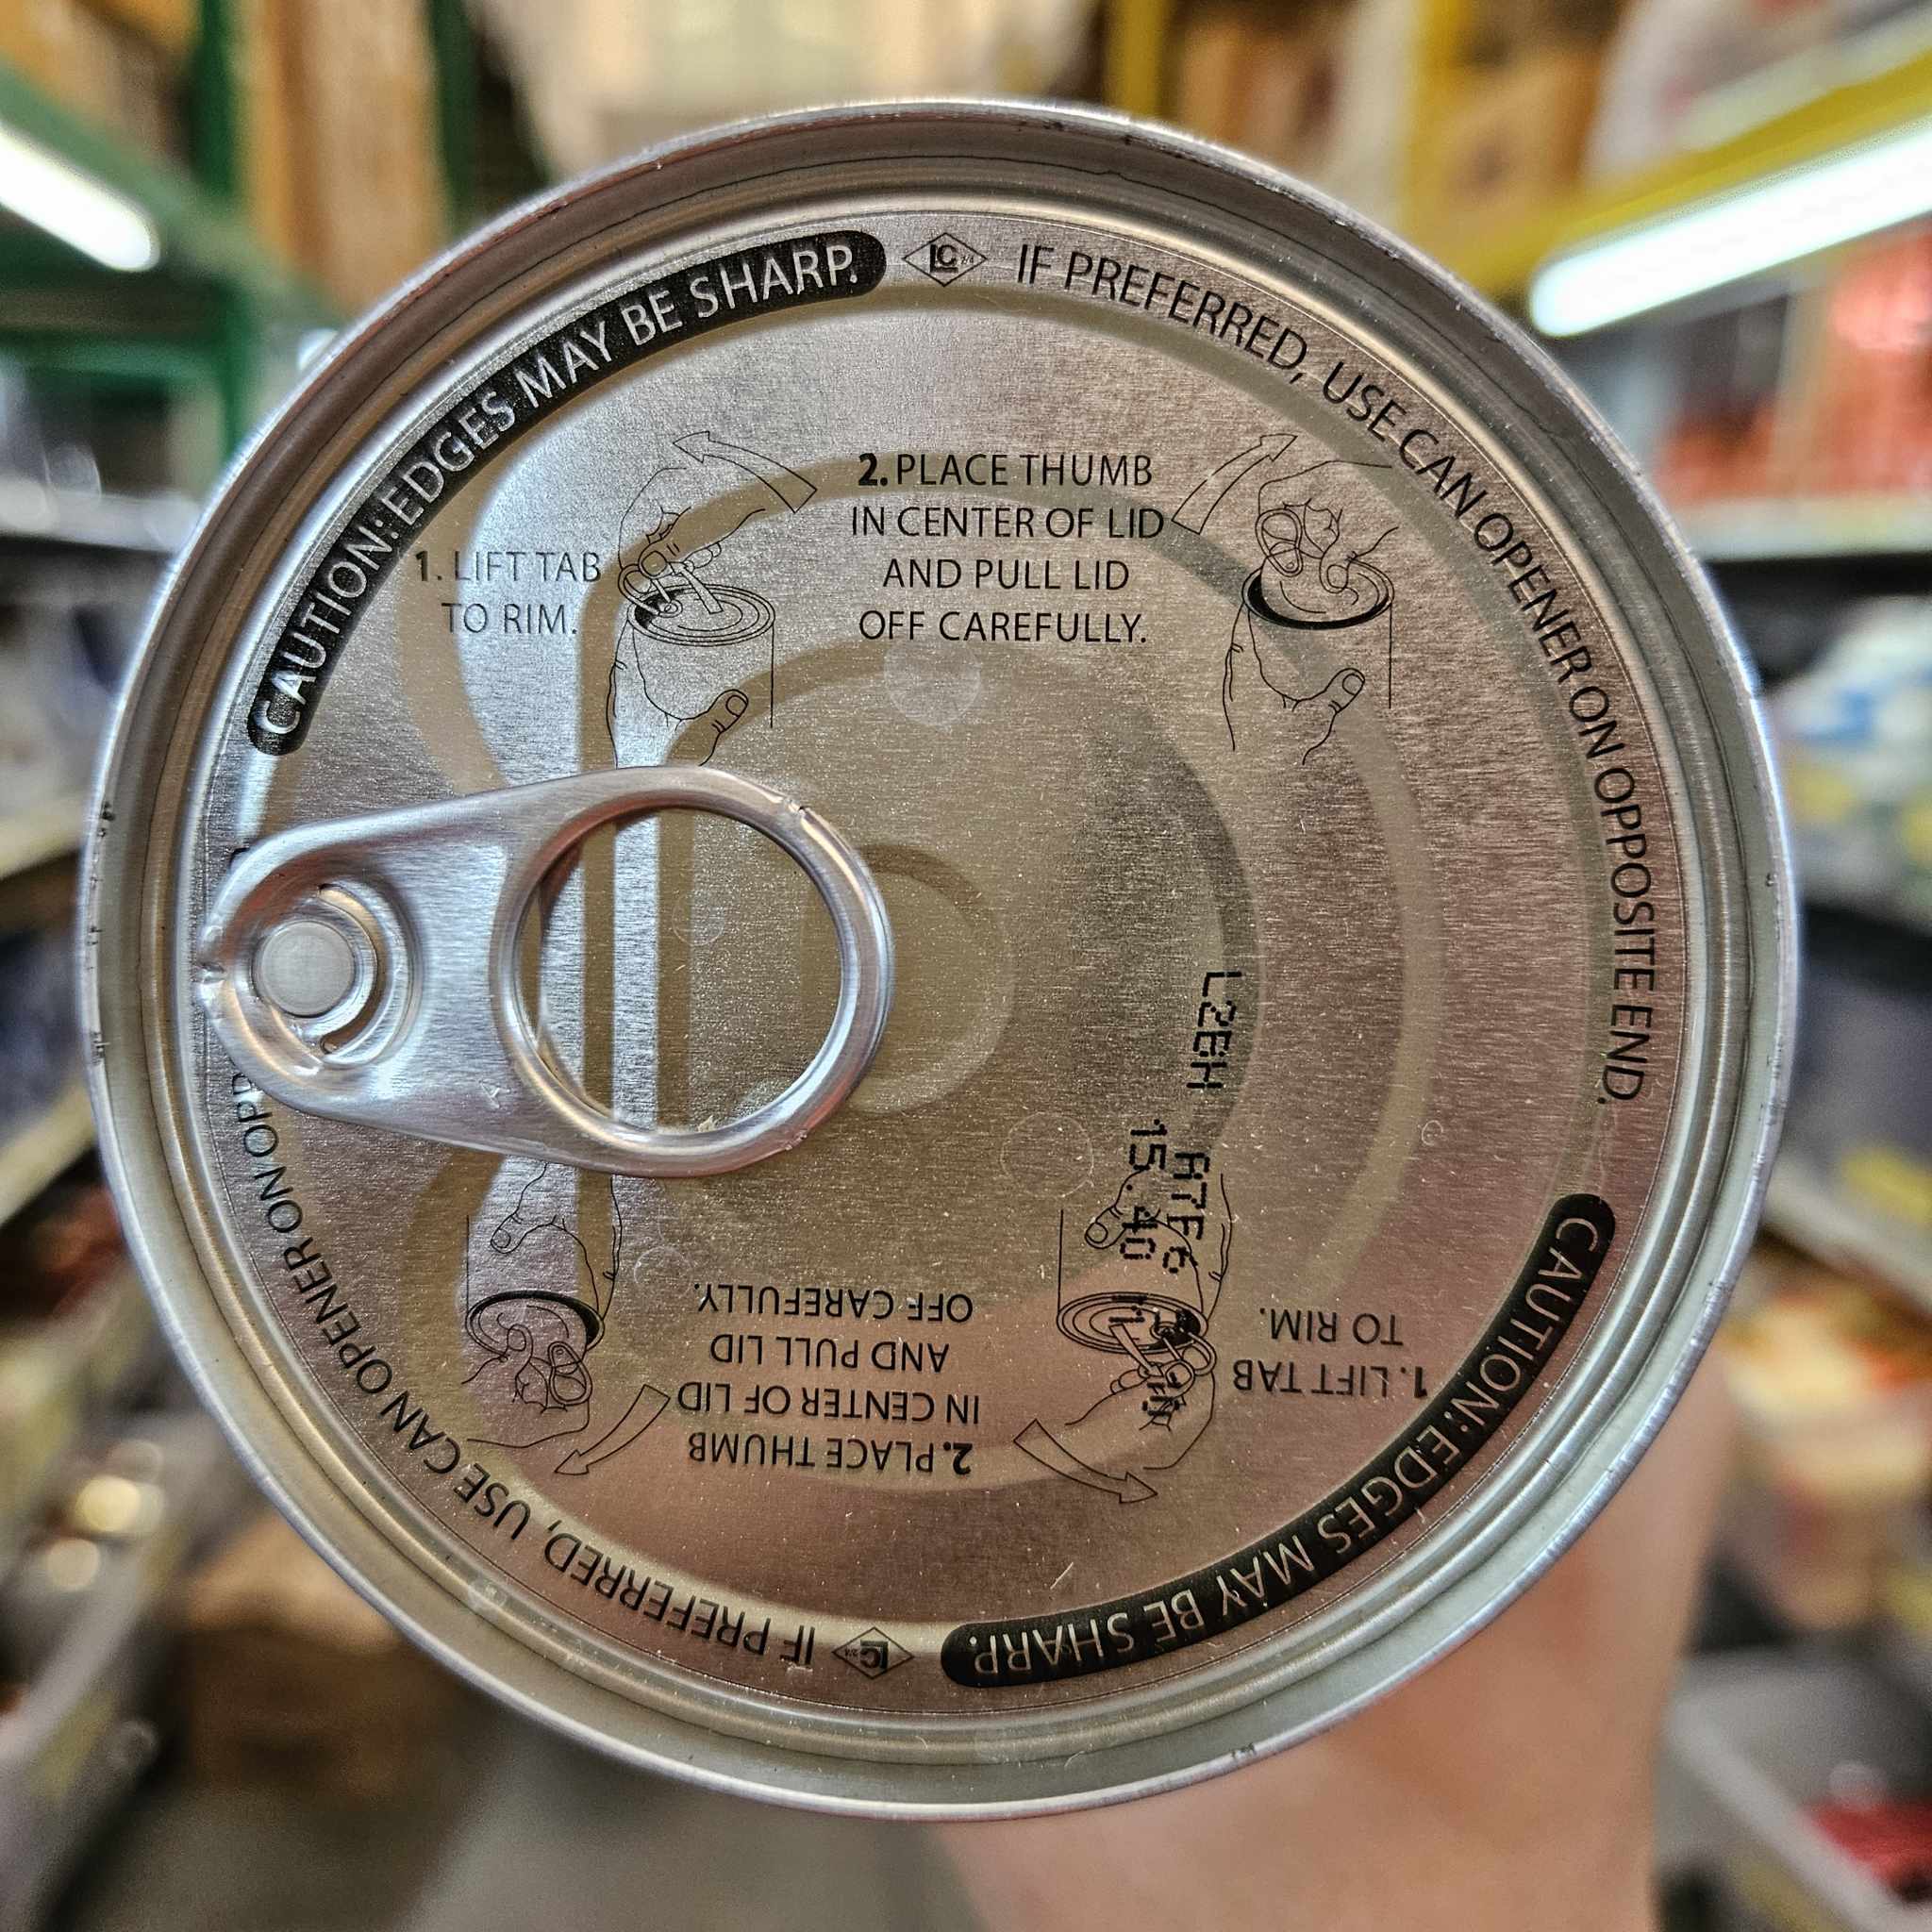 CAUTION: EDGES MAY BE SHARP.
LC
IF PREFERRED, USE CAN OPENER ON OPPOSITE END.
1. LIFT TAB
TO RIM.
2. PLACE THUMB
IN CENTER OF LID
AND PULL LID
OFF CAREFULLY.
15:40
CAUTION: EDGES MAY BE SHARP.
LC
IF PREFERRED, USE CAN OPENER ON OPP
1. LIFT TAB
TO RIM.
2. PLACE THUMB
IN CENTER OF LID
AND PULL LID
OFF CAREFULLY.